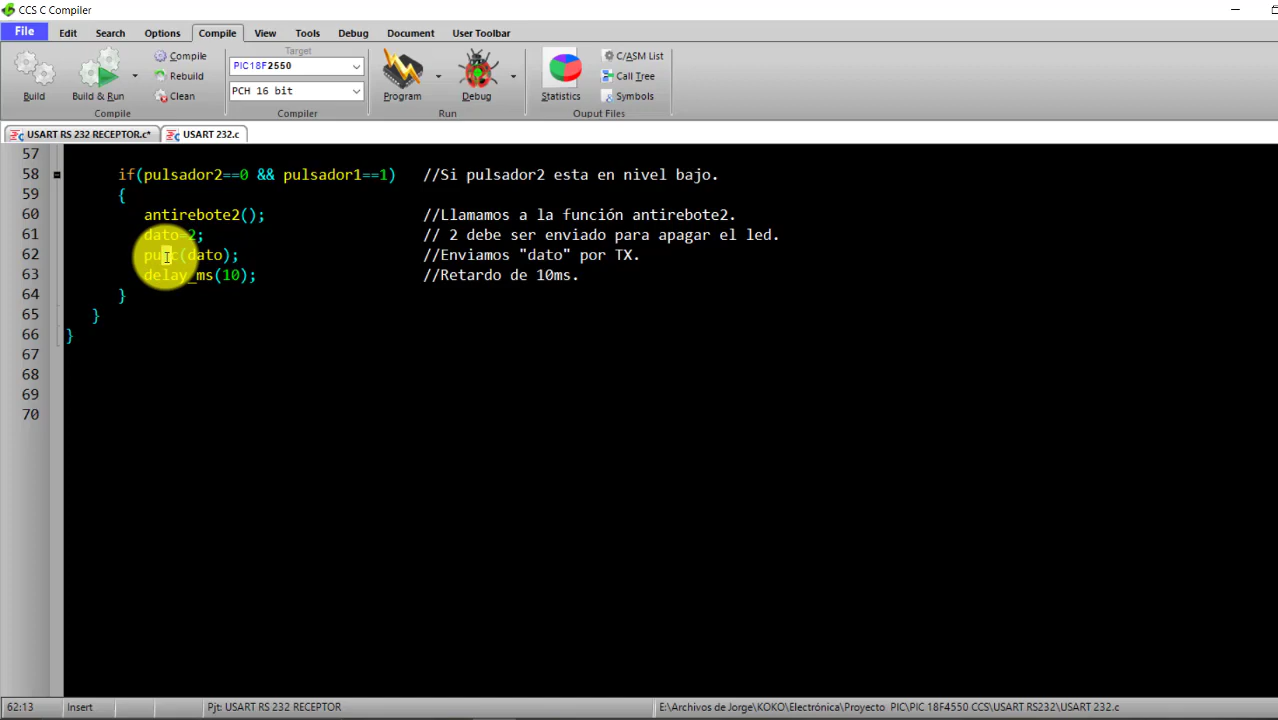 CCS C Compiler
File Edit Search Options Compile View Tools Debug Document User Toolbar
Build
Build & Run
Compile
Rebuild
Clean
Compile
Target
PIC18F2550
PCH 16 bit
Compiler
Program
Debug
Run
Statistics
C/ASM List
Call Tree
Symbols
Ouput Files
USART RS 232 RECEPTOR.c* USART 232.c
57
58 if(pulsador2==0 && pulsador1==1) //Si pulsador2 esta en nivel bajo.
59 {
60 antirebote2(); //Llamamos a la función antirebote2.
61 dato=2; // 2 debe ser enviado para apagar el led.
62 putc(dato); //Enviamos "dato" por TX.
63 delay_ms(10); //Retardo de 10ms.
64 }
65 }
66 }
67
68
69
70
62:13 Insert Pjt: USART RS 232 RECEPTOR E:\Archivos de Jorge\KOKO\Electrónica\Proyecto PIC\PIC 18F4550 CCS\USART RS232\USART 232.c